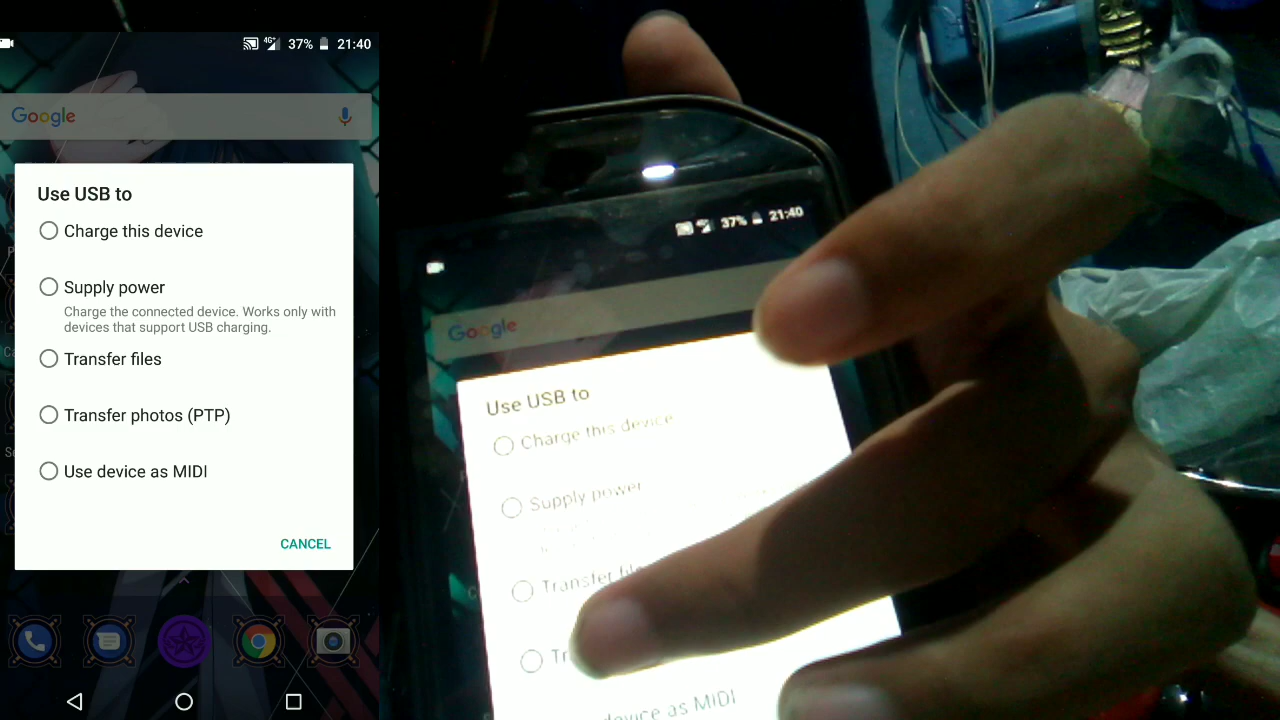 4G+ 37% 21:40
Google
Use USB to
Charge this device
Supply power
Charge the connected device. Works only with
devices that support USB charging.
Transfer files
Transfer photos (PTP)
Use device as MIDI
CANCEL
37% 21:40
Google
Use USB to
Charge this device
Supply power
Transfer
device as MIDI